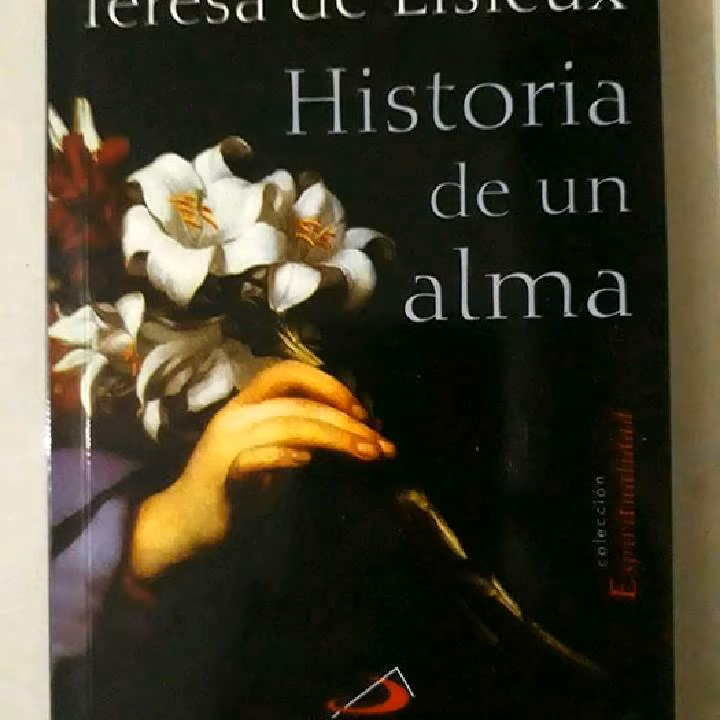 Teresa de Lisieux
Historia
de un
alma
colección
Espiritualidad